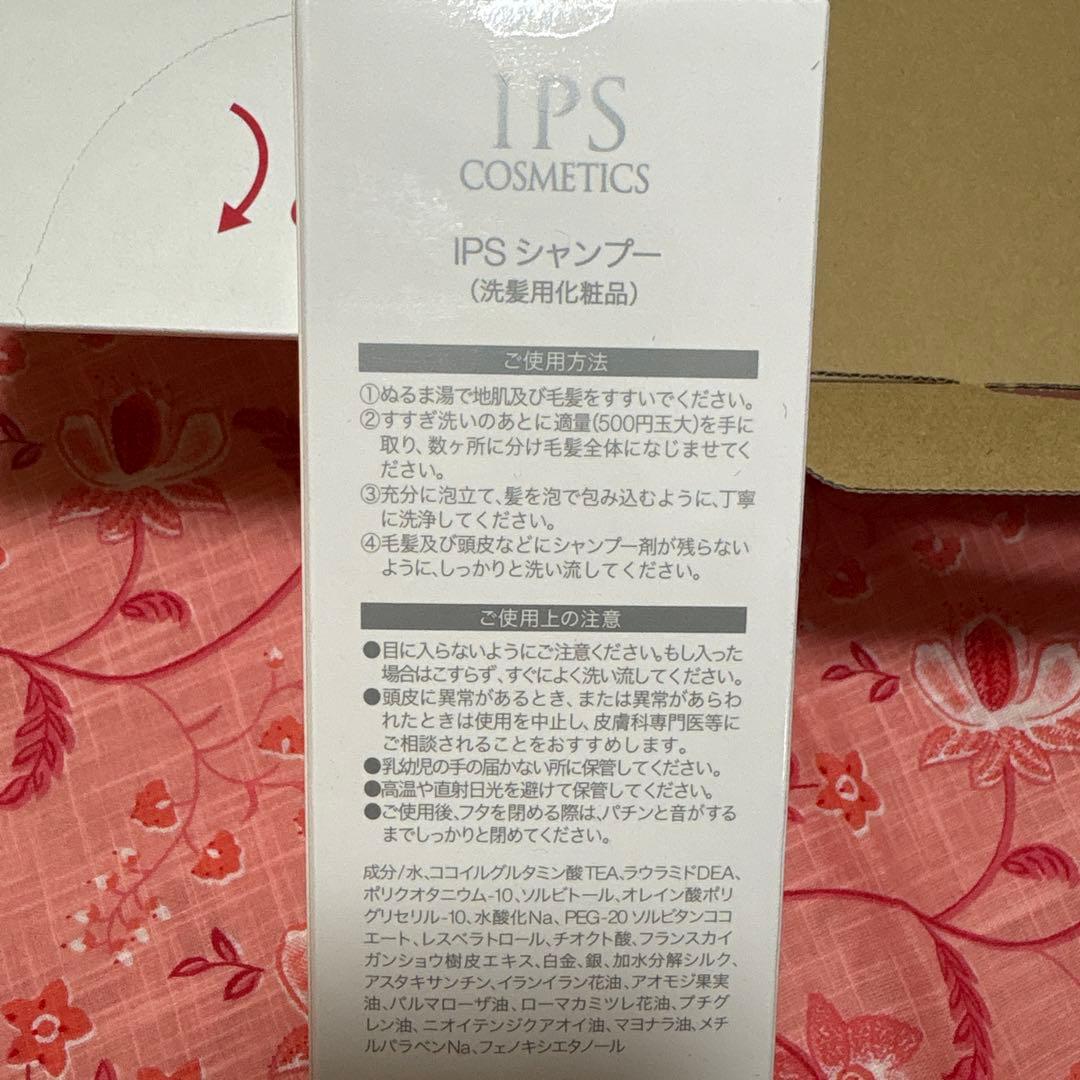 IPS
COSMETICS
IPS シャンプー
(洗髪用化粧品)
ご使用方法
①ぬるま湯で地肌及び毛髪をすすいでください。
②すすぎ洗いのあとに適量(500円玉大)を手に
取り、数ヶ所に分け毛髪全体になじませてく
ださい。
③充分に泡立て、髪を泡で包み込むように、丁寧
に洗浄してください。
④毛髪及び頭皮などにシャンプー剤が残らない
ように、しっかりと洗い流してください。
ご使用上の注意
●目に入らないようにご注意ください。もし入った
場合はこすらず、すぐによく洗い流してください。
●頭皮に異常があるとき、または異常があらわ
れたときは使用を中止し、皮膚科専門医等に
ご相談されることをおすすめします。
●乳幼児の手の届かない所に保管してください。
●高温や直射日光を避けて保管してください。
●ご使用後、フタを閉める際は、パチンと音がする
までしっかりと閉めてください。
成分/水、ココイルグルタミン酸TEA、ラウラミドDEA、
ポリクオタニウム-10、ソルビトール、オレイン酸ポリ
グリセリル-10、水酸化Na、PEG-20ソルビタンココ
エート、レスベラトロール、チオクト酸、フランスカイ
ガンショウ樹皮エキス、白金、銀、加水分解シルク、
アスタキサンチン、イランイラン花油、アオモジ果実
油、パルマローザ油、ローマカミツレ花油、プチグ
レン油、ニオイテンジクアオイ油、マヨナラ油、メチ
ルパラベンNa、フェノキシエタノール